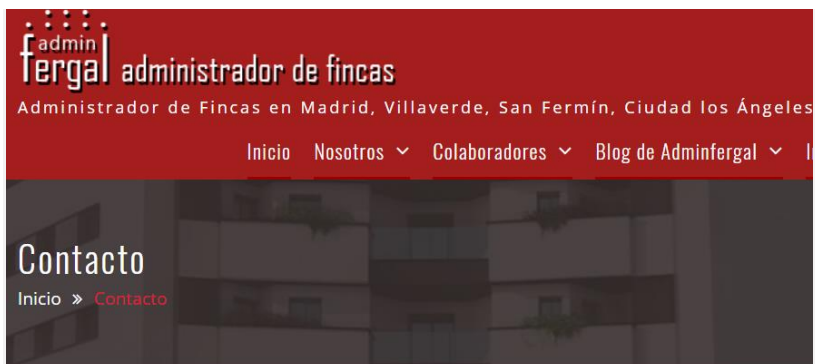 admin
fergal administrador de fincas
Administrador de Fincas en Madrid, Villaverde, San Fermín, Ciudad los Ángeles
Inicio Nosotros Colaboradores Blog de Adminfergal
Contacto
Inicio » Contacto